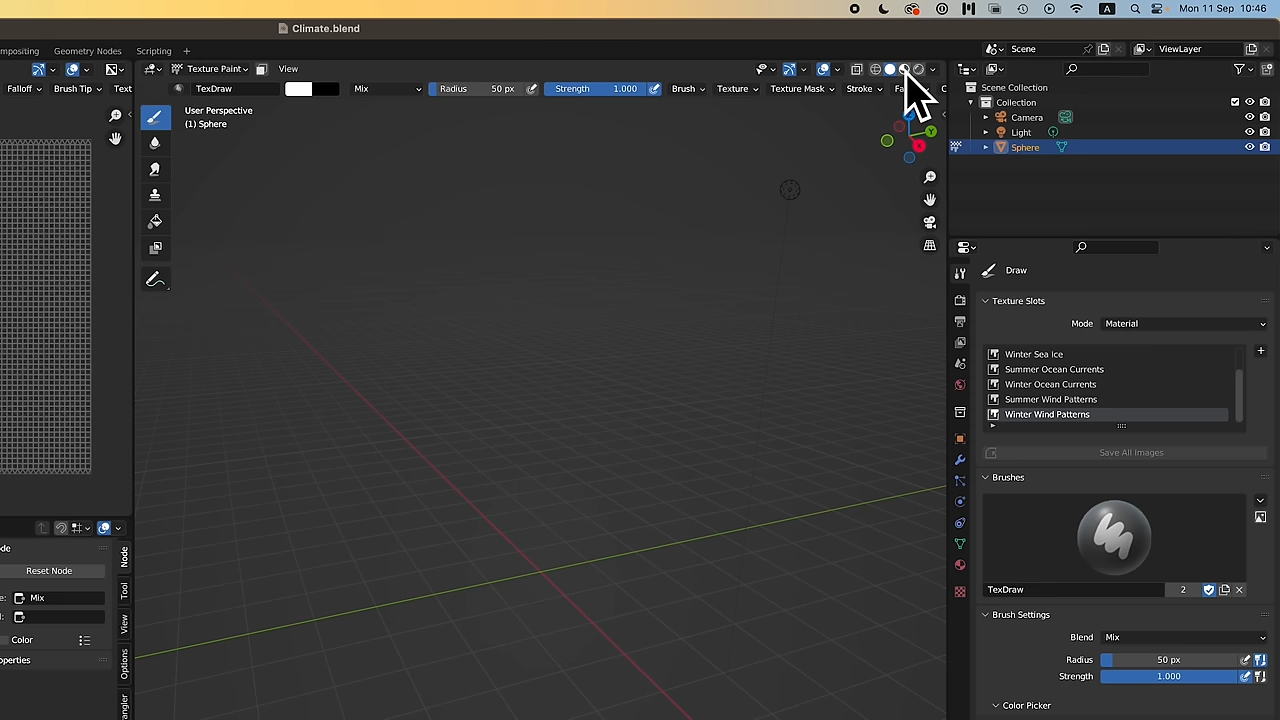 A
Mon 11 Sep 10:46
Climate.blend
mpositing
Geometry Nodes
Scripting
+
Scene
ViewLayer
Texture Paint
View
Falloff
Brush Tip
Text
TexDraw
Mix
Radius
50 px
Strength
1.000
Brush
Texture
Texture Mask
Stroke
User Perspective
(1) Sphere
Y
X
Scene Collection
Collection
Camera
Light
Sphere
Draw
Texture Slots
Mode
Material
Winter Sea Ice
Summer Ocean Currents
Winter Ocean Currents
Summer Wind Patterns
Winter Wind Patterns
Save All Images
Brushes
TexDraw
2
Brush Settings
Blend
Mix
Radius
50 px
Strength
1.000
Color Picker
ode
Reset Node
e:
Mix
Color
operties
Node
Tool
View
Options
angler